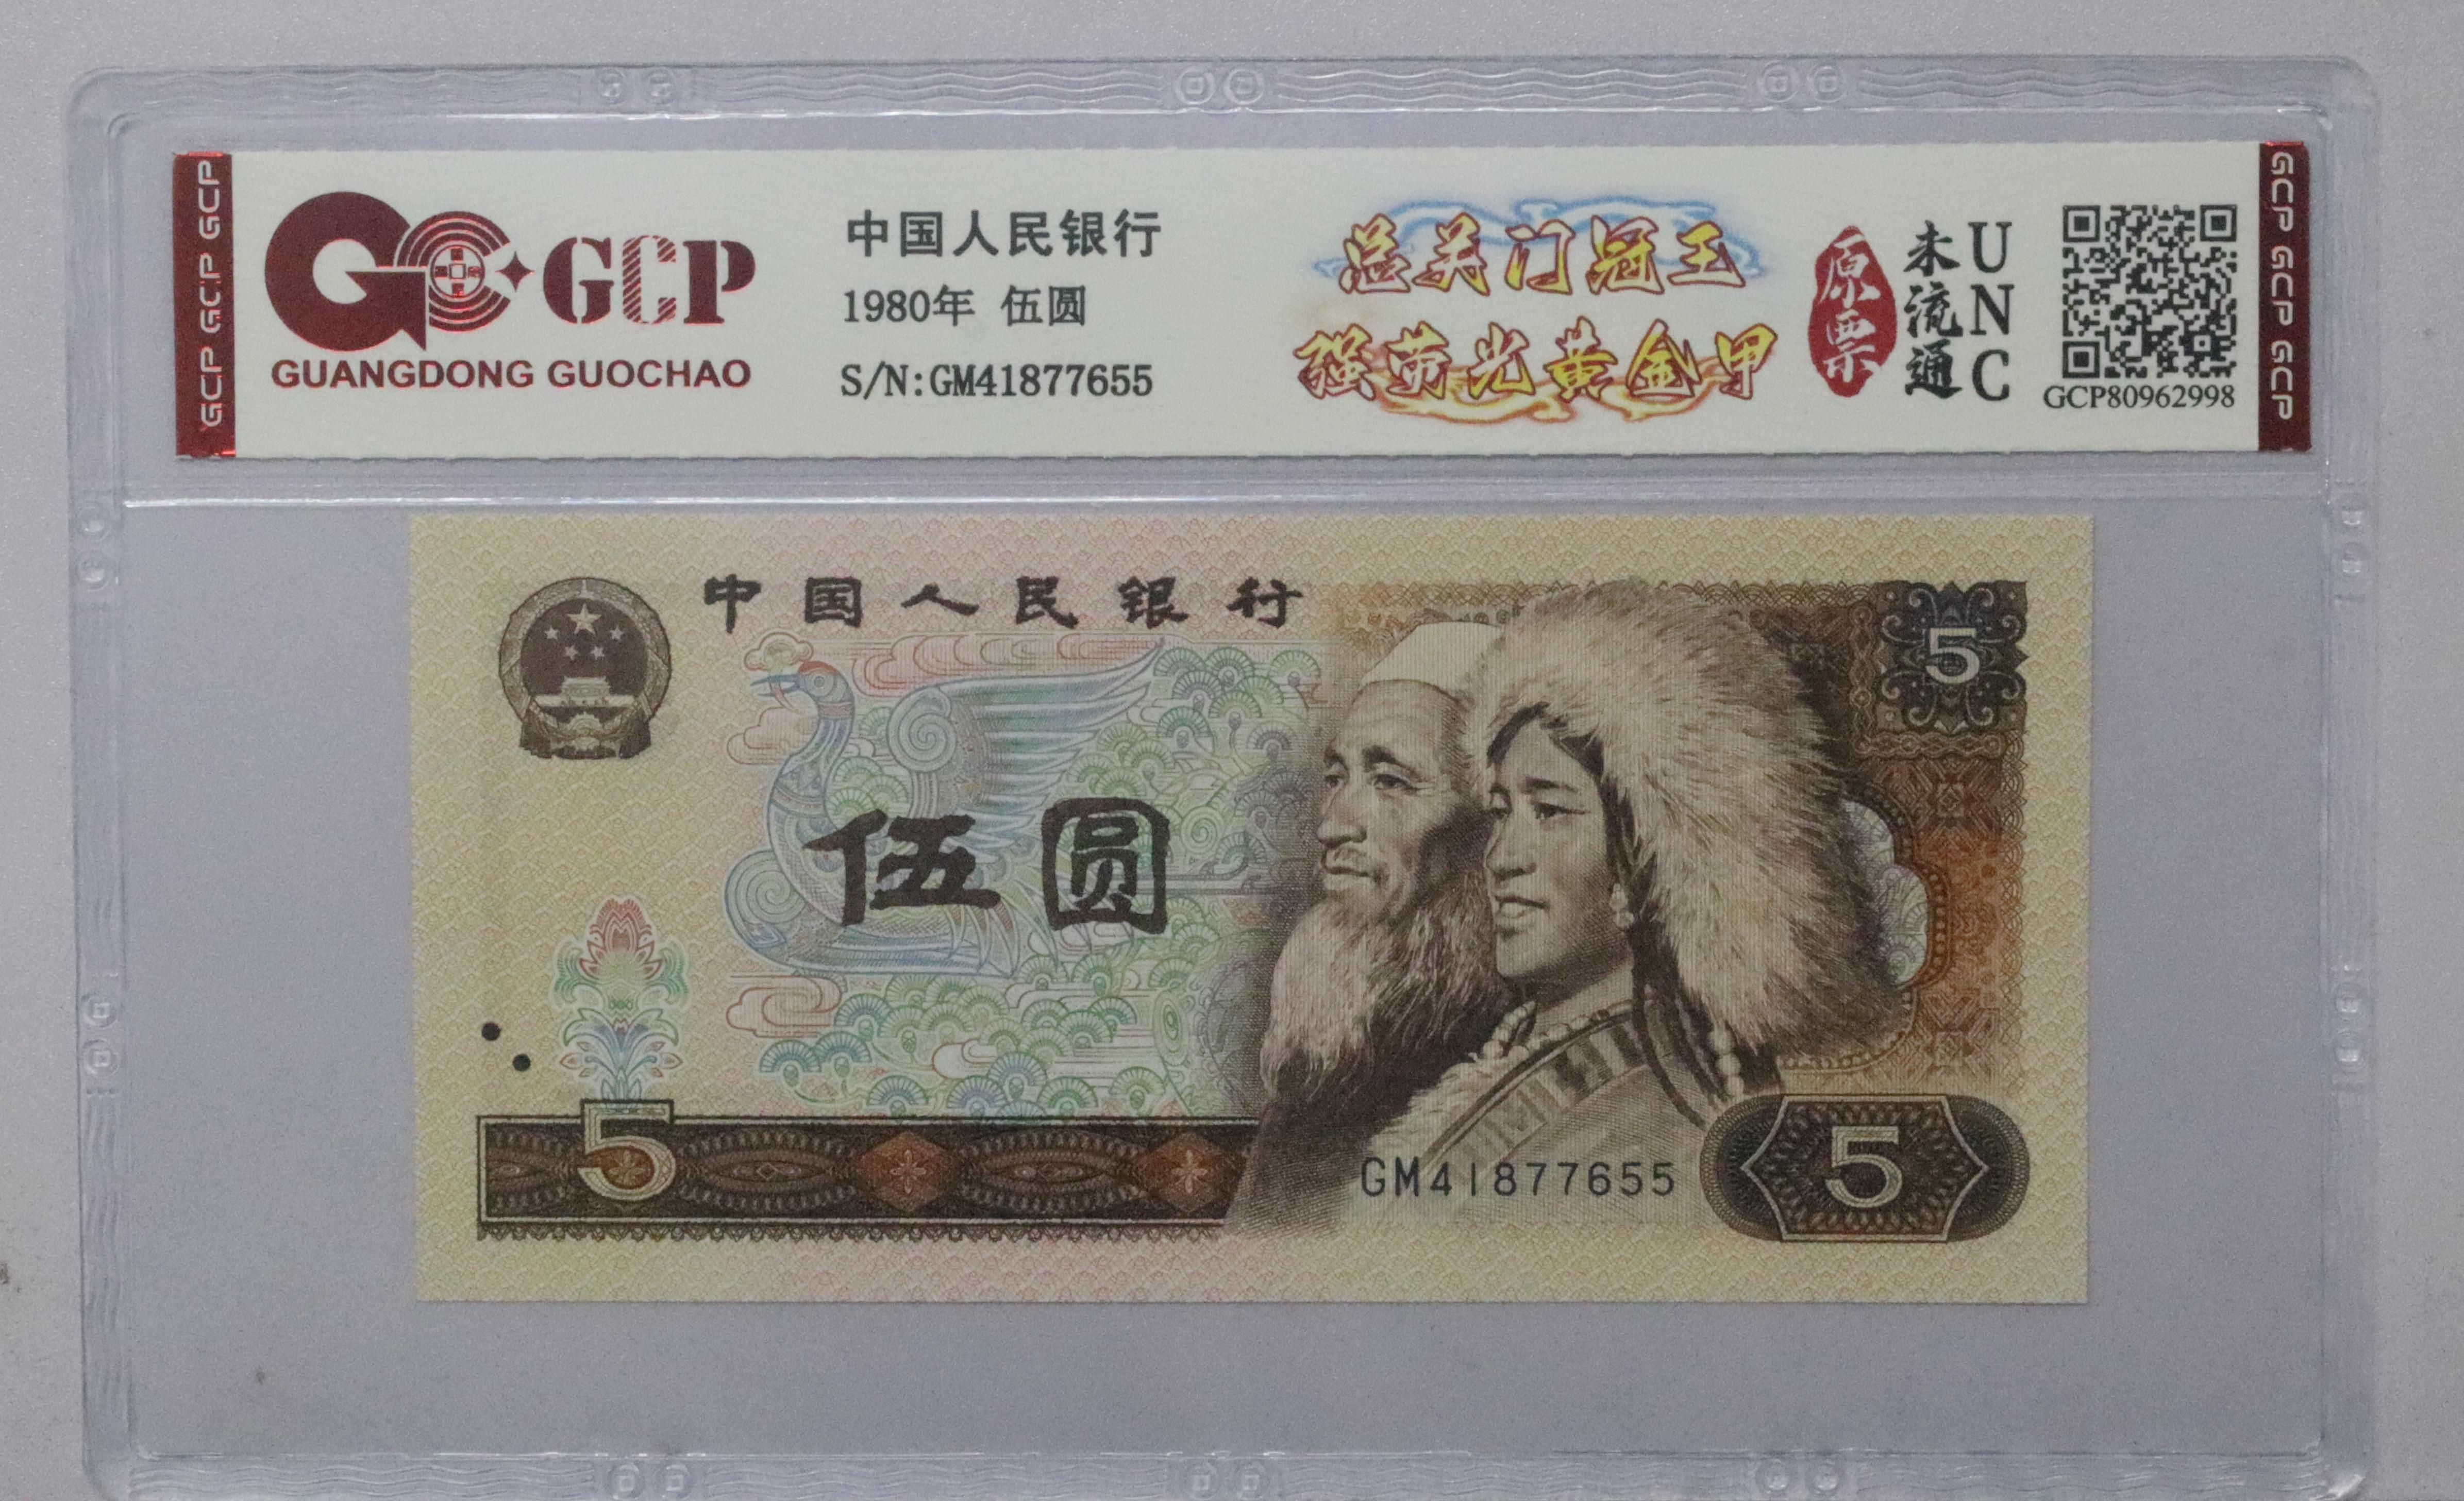 GCP GCP GCP
GCP
GUANGDONG GUOCHAO
中国人民银行
1980年 伍圆
S/N:GM41877655
总关门冠王
强荧光黄金甲
原票
未流通
UNC
GCP80962998
GCP GCP GCP
中国人民银行
5
伍圆
5
GM41877655
5